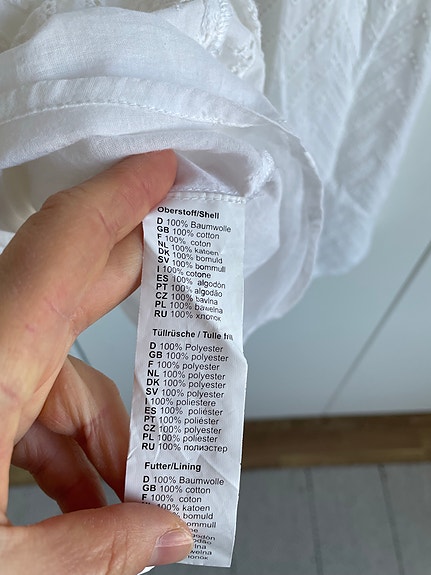 Oberstoff/Shell
D 100% Baumwolle
GB 100% cotton
F 100% coton
NL 100% katoen
DK 100% bomuld
SV 100% bommull
I 100% cotone
ES 100% algodón
PT 100% algodão
CZ 100% bavlna
PL 100% bawełna
RU 100% хлопок
Tüllrüsche / Tulle
D 100% Polyester
GB 100% polyester
F 100% polyester
NL 100% polyester
DK 100% polyester
SV 100% polyester
I 100% poliestere
ES 100% poliéster
PT 100% poliéster
CZ 100% polyester
PL 100% polyester
RU 100% полиэстер
Futter/Lining
D 100% Baumwolle
GB 100% cotton
F 100% coton
100% katoen
bomuld